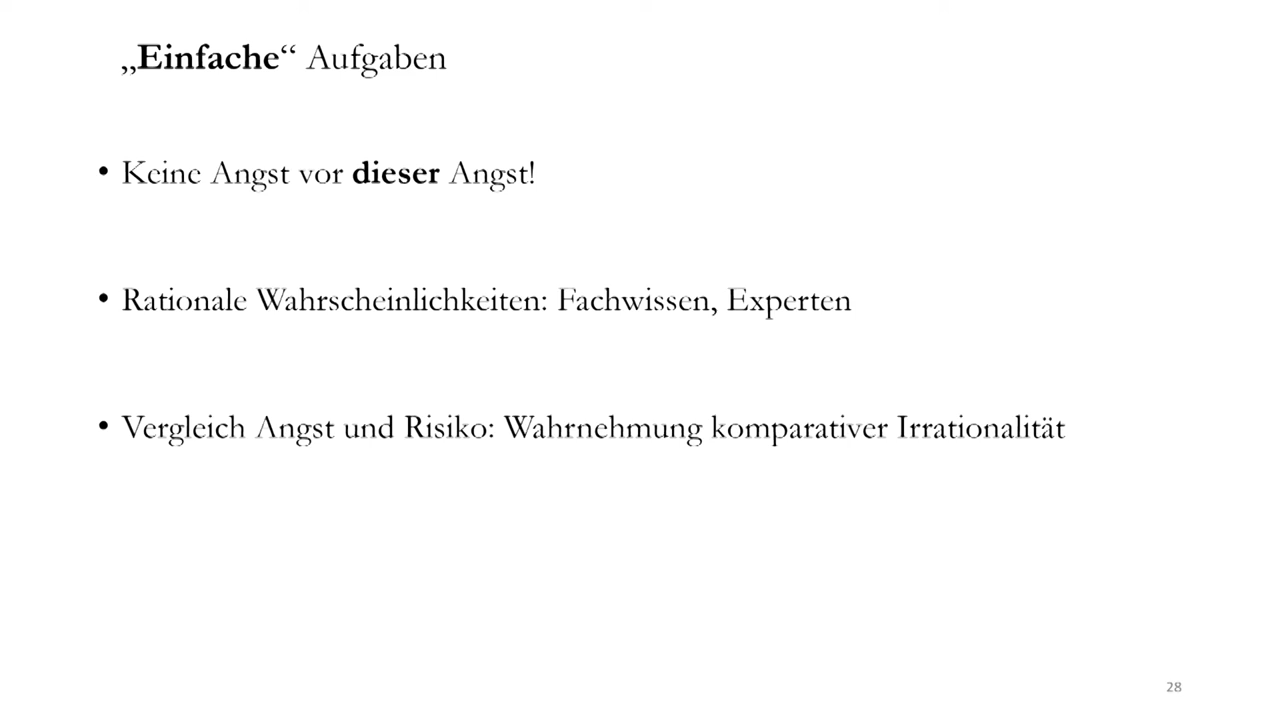 „Einfache“ Aufgaben
• Keine Angst vor dieser Angst!
• Rationale Wahrscheinlichkeiten: Fachwissen, Experten
• Vergleich Angst und Risiko: Wahrnehmung komparativer Irrationalität
28